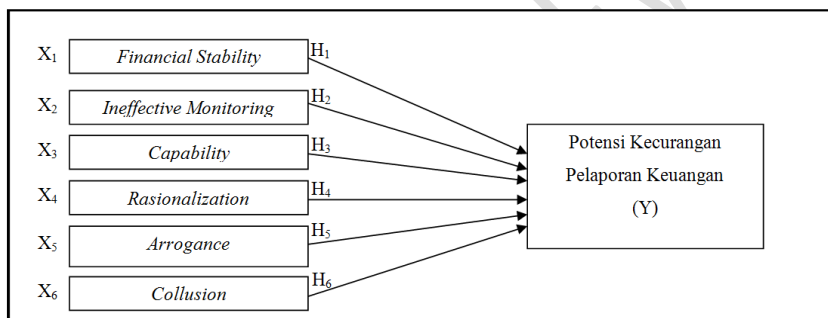 X₁ Financial Stability H₁
X₂ Ineffective Monitoring H₂
X₃ Capability H₃
X₄ Rasionalization H₄
X₅ Arrogance H₅
X₆ Collusion H₆
Potensi Kecurangan
Pelaporan Keuangan
(Y)